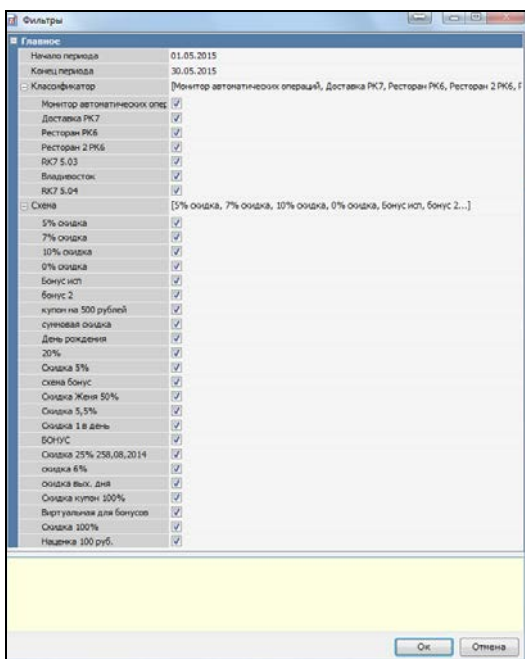 Фильтры
Главное
Начало периода 01.05.2015
Конец периода 30.05.2015
Классификатор [Монитор автоматических операций, Доставка РК7, Ресторан РК6, Ресторан 2 РК6, F
Монитор автоматических опер
Доставка РК7
Ресторан РК6
Ресторан 2 РК6
RK7 5.03
Владивосток
RK7 5.04
Схема [5% скидка, 7% скидка, 10% скидка, 0% скидка, Бонус исп, бонус 2...]
5% скидка
7% скидка
10% скидка
0% скидка
Бонус исп
бонус 2
купон на 500 рублей
суммовая скидка
День рождения
20%
Скидка 5%
схема бонус
Скидка Женя 50%
Скидка 5,5%
Скидка 1 в день
БОНУС
Скидка 25% 258,08,2014
скидка 6%
скидка вых. дня
Скидка купон 100%
Виртуальная для бонусов
Скидка 100%
Наценка 100 руб.
Ок Отмена